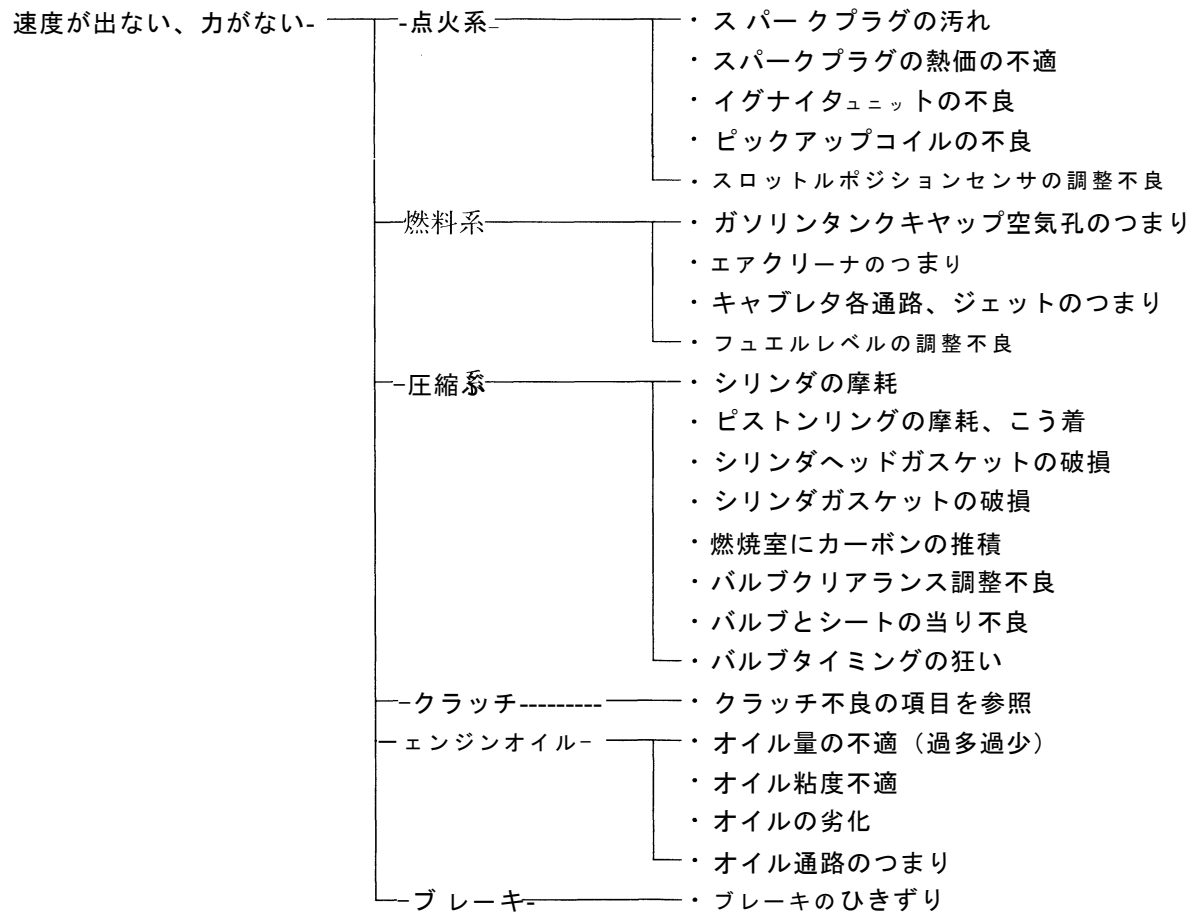 速度が出ない、力がない- -点火系- ・スパークプラグの汚れ
・スパークプラグの熱価の不適
・イグナイタユニットの不良
・ピックアップコイルの不良
・スロットルポジションセンサの調整不良
燃料系 ・ガソリンタンクキヤップ空気孔のつまり
・エアクリーナのつまり
・キャブレタ各通路、ジェットのつまり
・フュエルレベルの調整不良
-圧縮系 ・シリンダの摩耗
・ピストンリングの摩耗、こう着
・シリンダヘッドガスケットの破損
・シリンダガスケットの破損
・燃焼室にカーボンの推積
・バルブクリアランス調整不良
・バルブとシートの当り不良
・バルブタイミングの狂い
-クラッチ--------- ・クラッチ不良の項目を参照
ェンジンオイル- ・オイル量の不適（過多過少）
・オイル粘度不適
・オイルの劣化
・オイル通路のつまり
-ブレーキ- ・ブレーキのひきずり